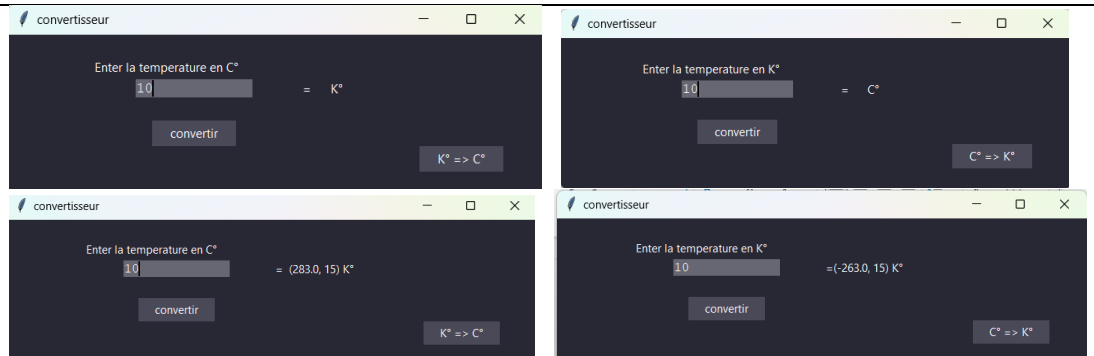 convertisseur
Enter la temperature en C°
10
= K°
convertir
K° => C°
convertisseur
Enter la temperature en K°
10
= C°
convertir
C° => K°
convertisseur
Enter la temperature en C°
10
= (283.0, 15) K°
convertir
K° => C°
convertisseur
Enter la temperature en K°
10
=(-263.0, 15) K°
convertir
C° => K°